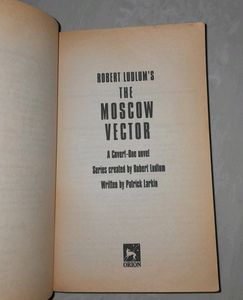 ROBERT LUDLUM'S
THE
MOSCOW
VECTOR
A Covert-One novel
Series created by Robert Ludlum
Written by Patrick Larkin
ORION